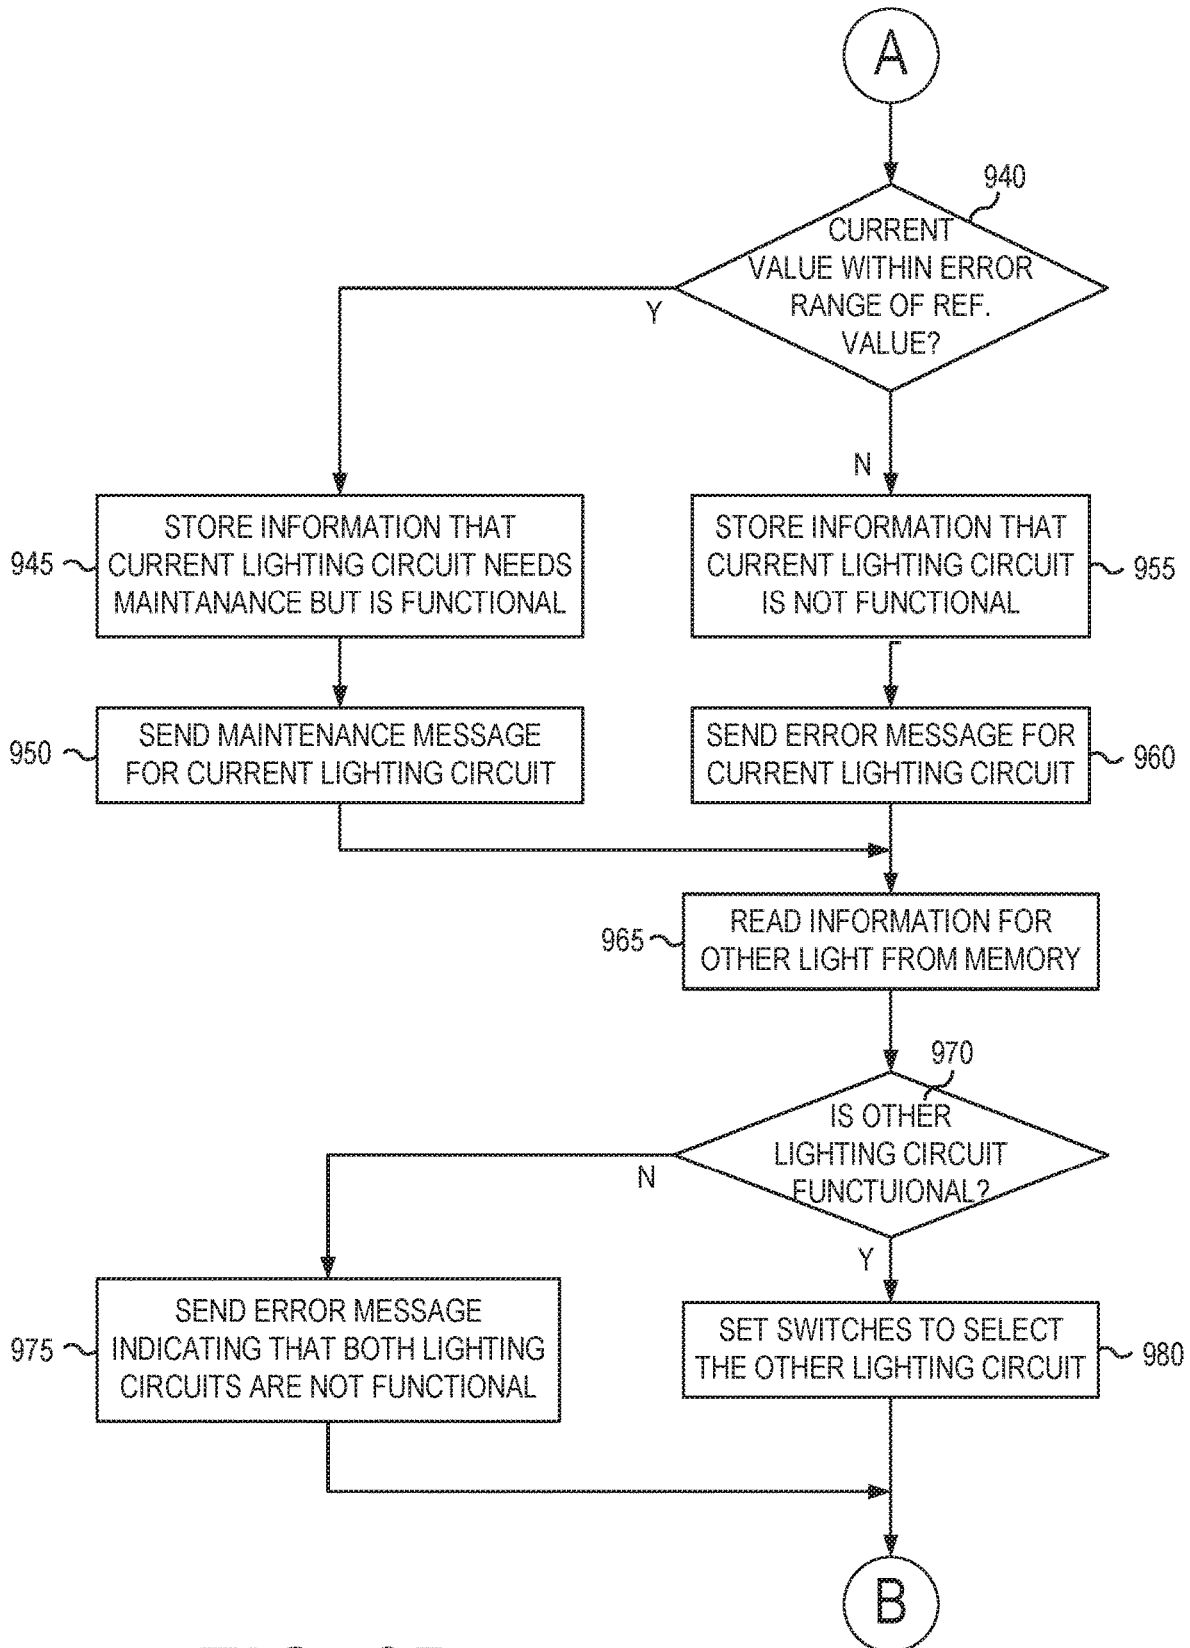 A
940
CURRENT
VALUE WITHIN ERROR
RANGE OF REF.
VALUE?
Y
N
945
STORE INFORMATION THAT
CURRENT LIGHTING CIRCUIT NEEDS
MAINTANANCE BUT IS FUNCTIONAL
STORE INFORMATION THAT
CURRENT LIGHTING CIRCUIT
IS NOT FUNCTIONAL
955
950
SEND MAINTENANCE MESSAGE
FOR CURRENT LIGHTING CIRCUIT
SEND ERROR MESSAGE FOR
CURRENT LIGHTING CIRCUIT
960
965
READ INFORMATION FOR
OTHER LIGHT FROM MEMORY
970
IS OTHER
LIGHTING CIRCUIT
FUNCTUIONAL?
N
Y
975
SEND ERROR MESSAGE
INDICATING THAT BOTH LIGHTING
CIRCUITS ARE NOT FUNCTIONAL
SET SWITCHES TO SELECT
THE OTHER LIGHTING CIRCUIT
980
B